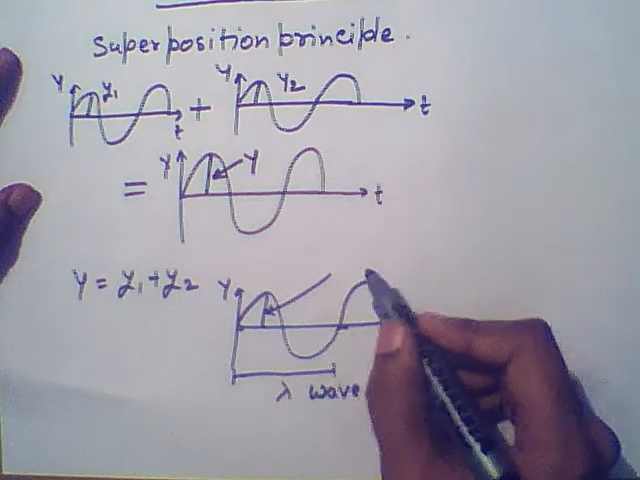 Superposition principle.
y y1 t + y y2 t
= y y t
y = y1 + y2 y
λ wave